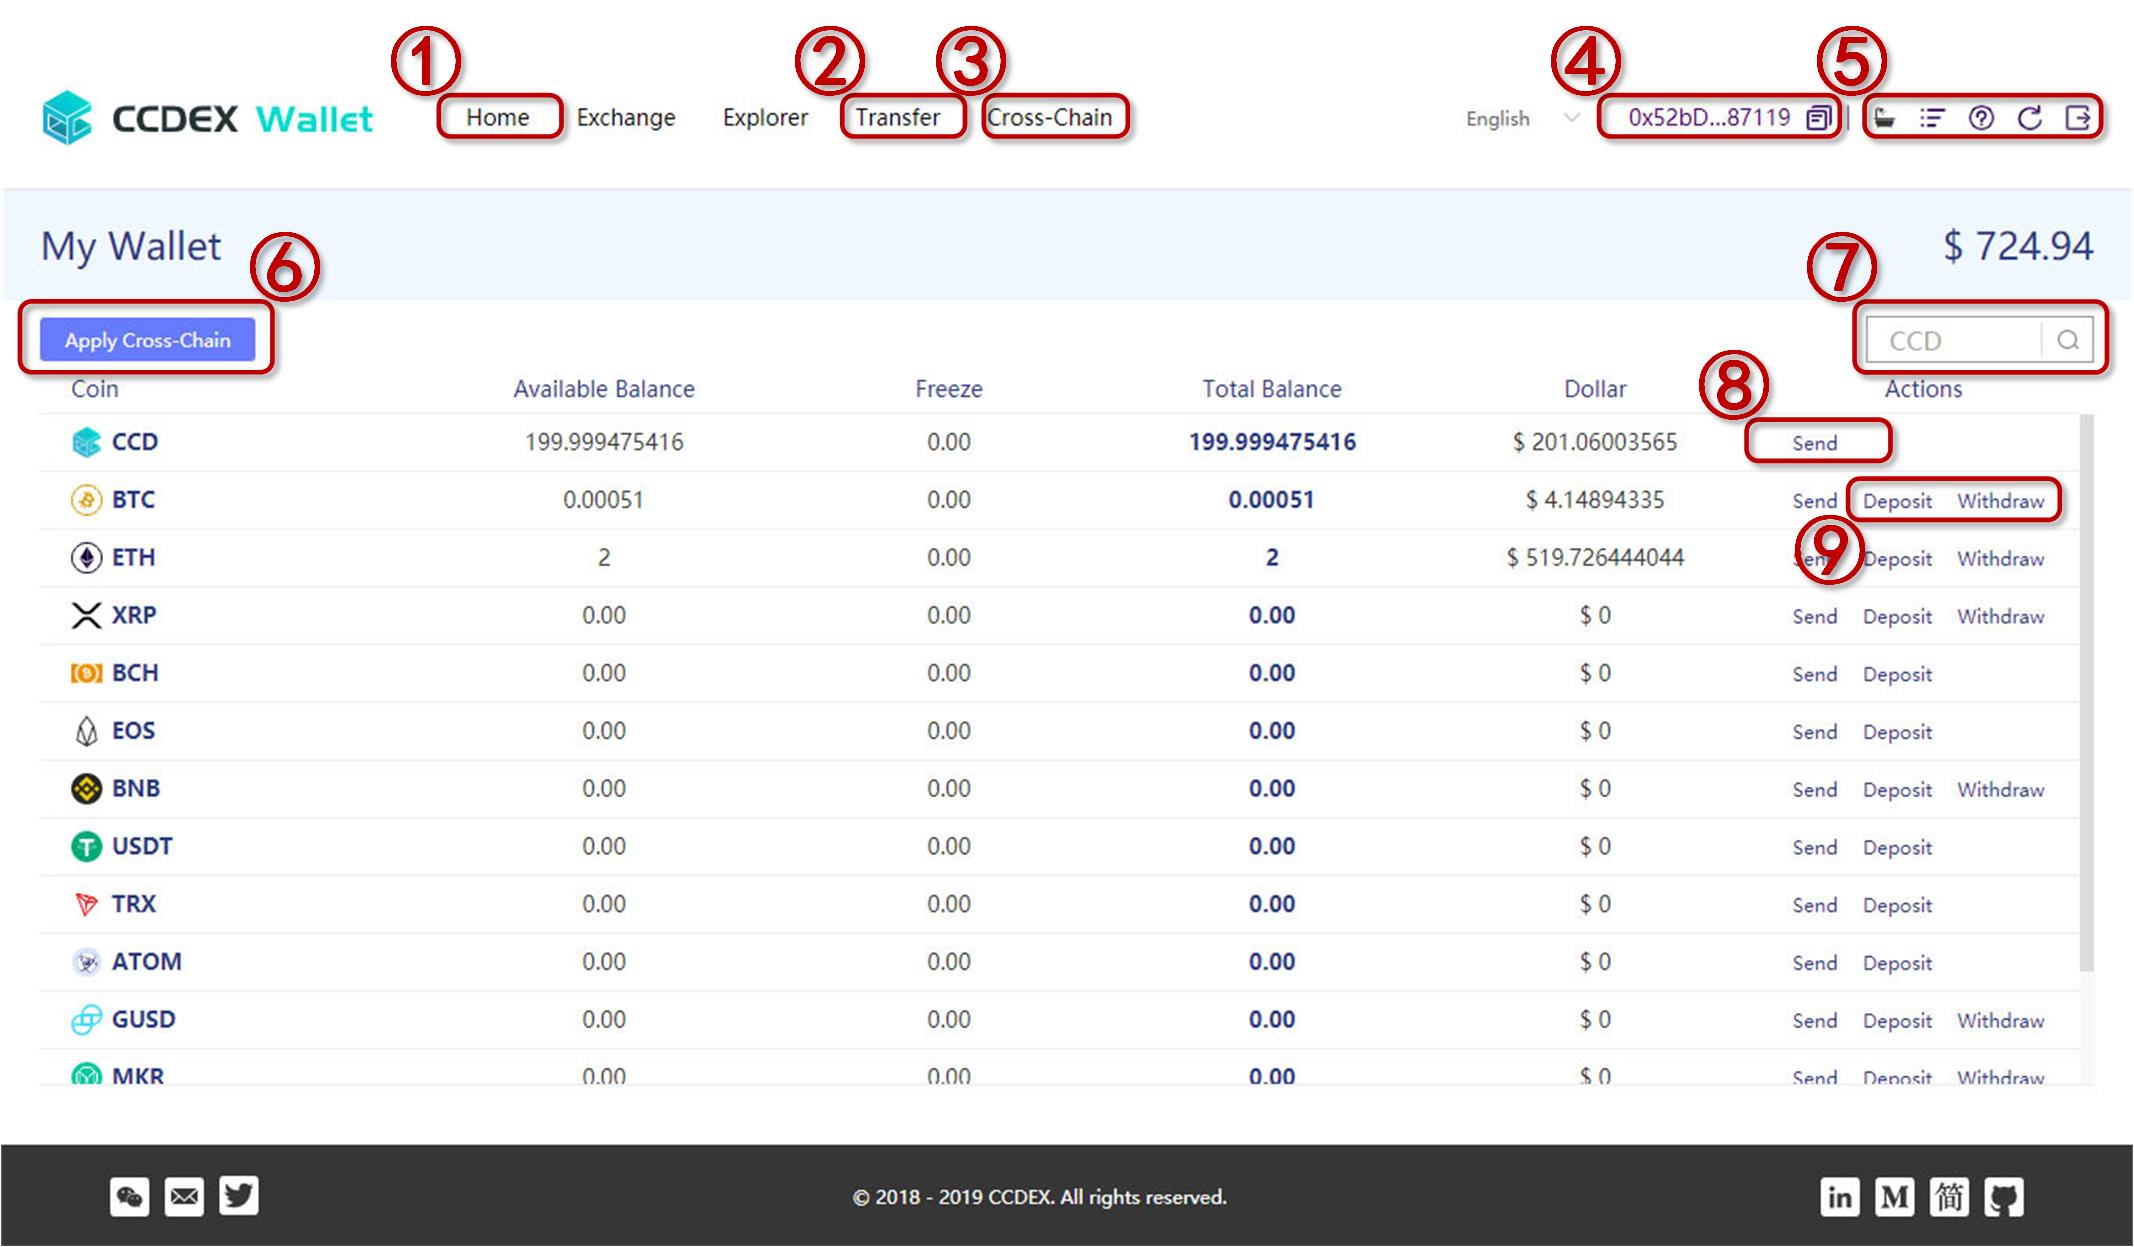 ① ② ③ ④ ⑤
CCDEX Wallet Home Exchange Explorer Transfer Cross-Chain English 0x52bD...87119
My Wallet ⑥ $ 724.94
⑦
Apply Cross-Chain CCD
Coin Available Balance Freeze Total Balance Dollar ⑧ Actions
CCD 199.999475416 0.00 199.999475416 $ 201.06003565 Send
BTC 0.00051 0.00 0.00051 $ 4.14894335 Send Deposit Withdraw
⑨
ETH 2 0.00 2 $ 519.726444044 Send Deposit Withdraw
XRP 0.00 0.00 0.00 $ 0 Send Deposit Withdraw
BCH 0.00 0.00 0.00 $ 0 Send Deposit
EOS 0.00 0.00 0.00 $ 0 Send Deposit
BNB 0.00 0.00 0.00 $ 0 Send Deposit Withdraw
USDT 0.00 0.00 0.00 $ 0 Send Deposit
TRX 0.00 0.00 0.00 $ 0 Send Deposit
ATOM 0.00 0.00 0.00 $ 0 Send Deposit
GUSD 0.00 0.00 0.00 $ 0 Send Deposit Withdraw
MKR 0.00 0.00 0.00 $ 0 Send Deposit Withdraw
© 2018 - 2019 CCDEX. All rights reserved. in M 简